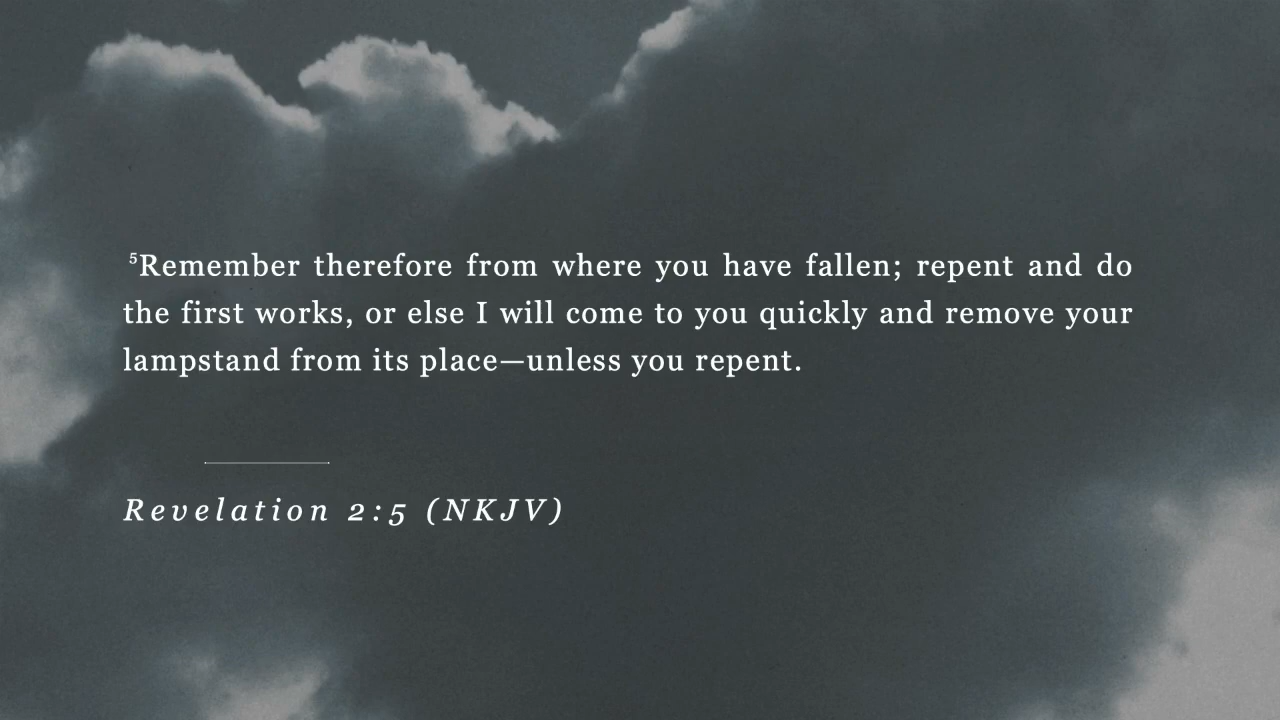 ⁵Remember therefore from where you have fallen; repent and do
the first works, or else I will come to you quickly and remove your
lampstand from its place—unless you repent.
Revelation 2:5 (NKJV)